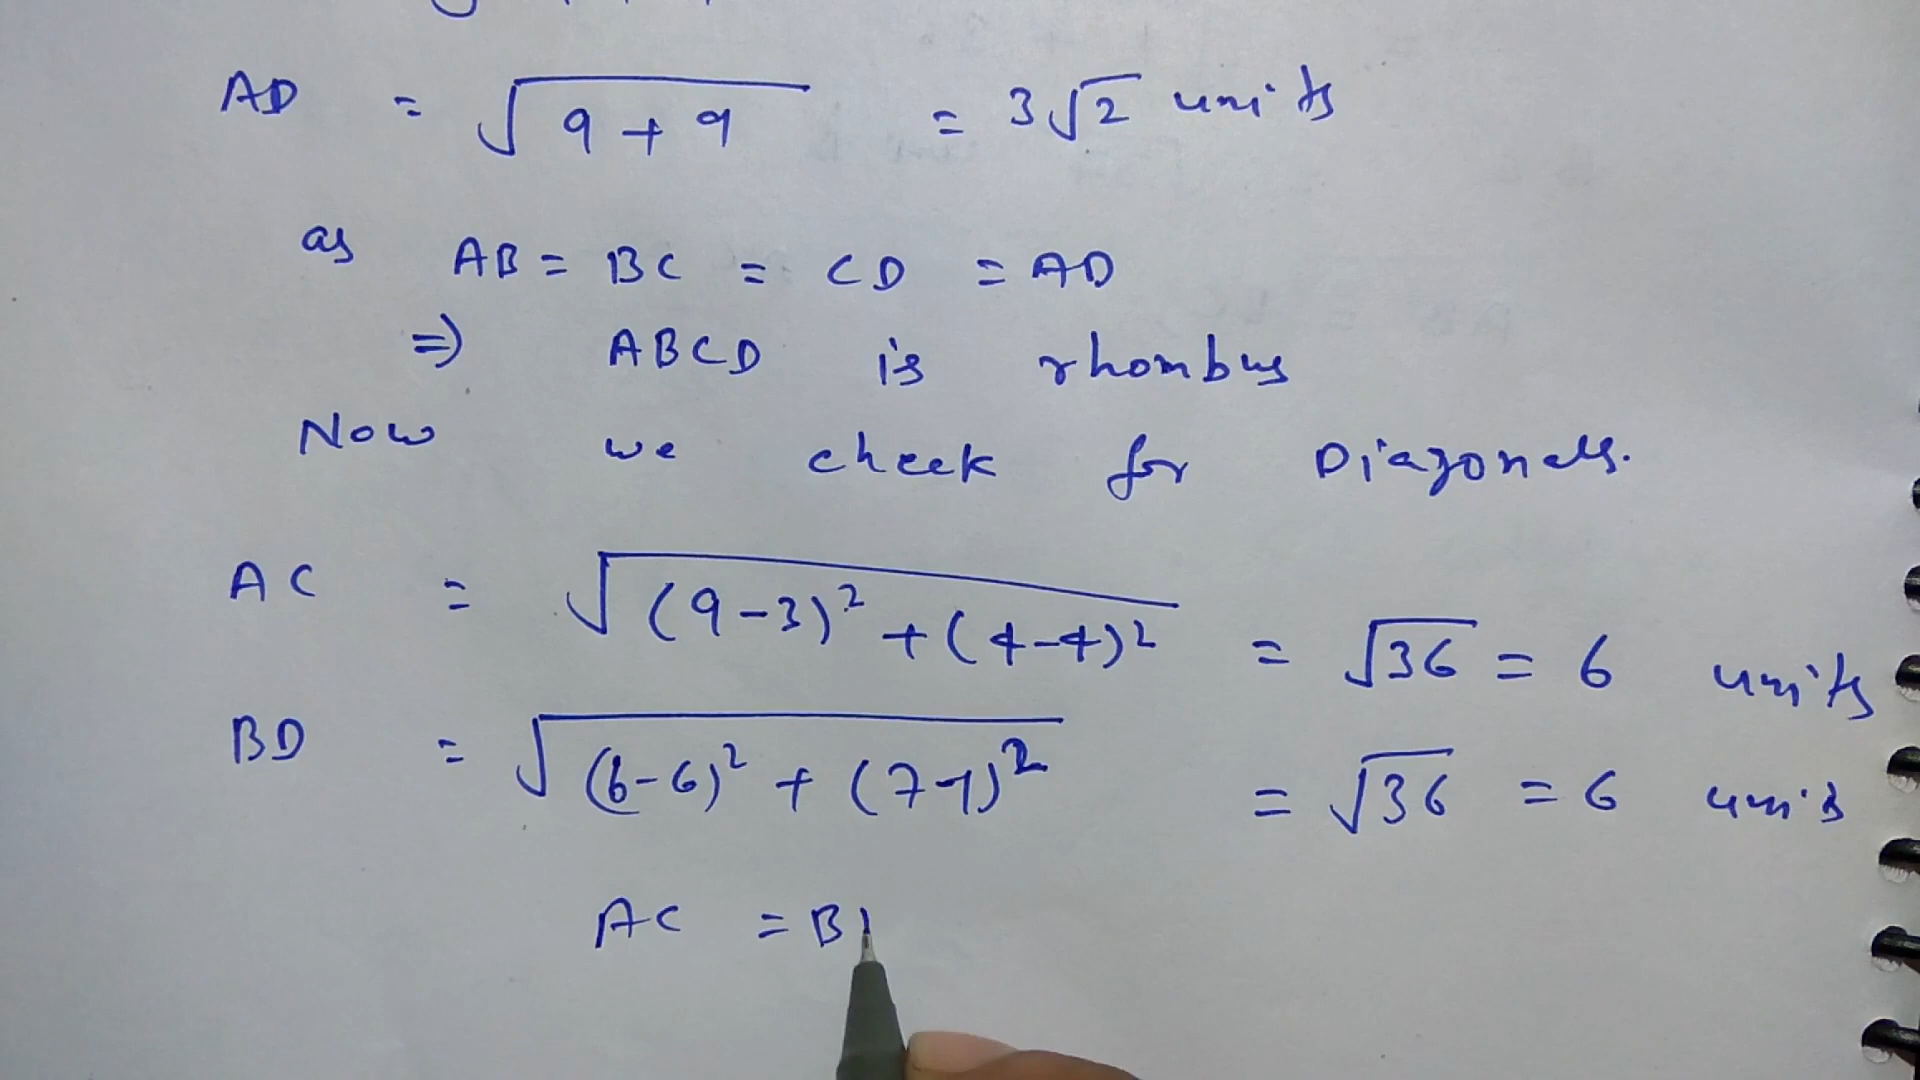 AD = √9+9 = 3√2 units
as AB = BC = CD = AD
⇒ ABCD is rhombus
Now we check for Diagonals.
AC = √(9-3)² + (4-4)² = √36 = 6 units
BD = √(6-6)² + (7-1)² = √36 = 6 units
AC = B